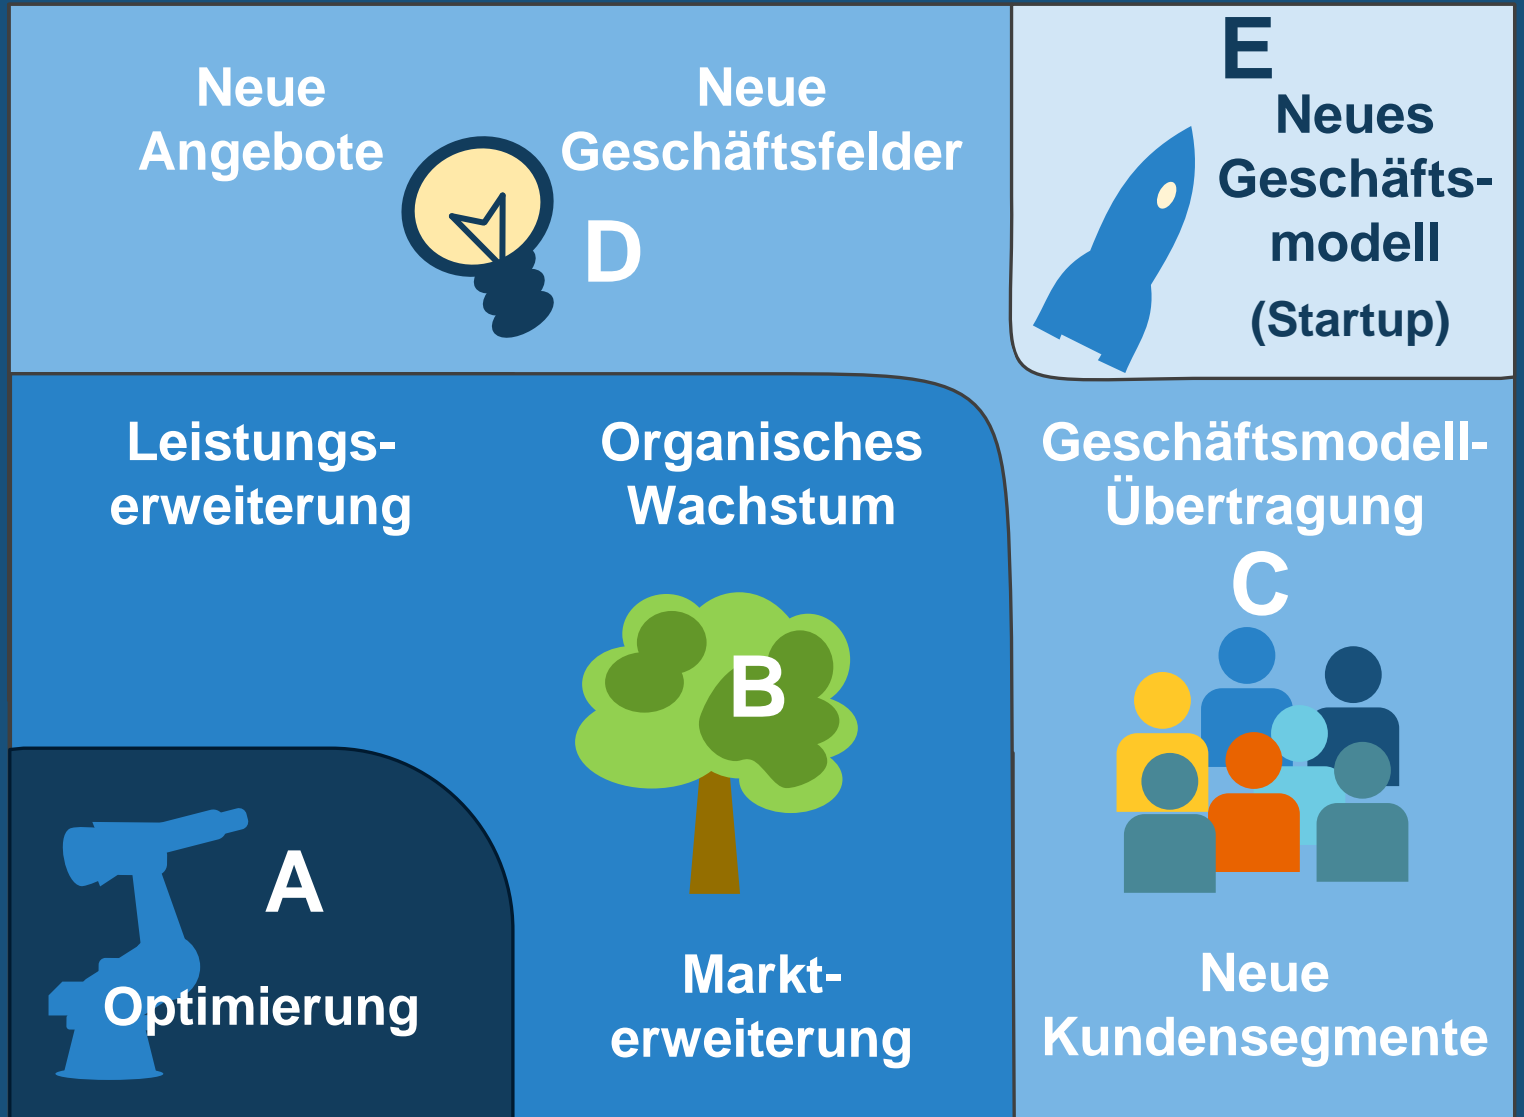 Neue
Angebote
Neue
Geschäftsfelder
D
E
Neues
Geschäfts-
modell
(Startup)
Leistungs-
erweiterung
Organisches
Wachstum
B
Geschäftsmodell-
Übertragung
C
A
Optimierung
Markt-
erweiterung
Neue
Kundensegmente